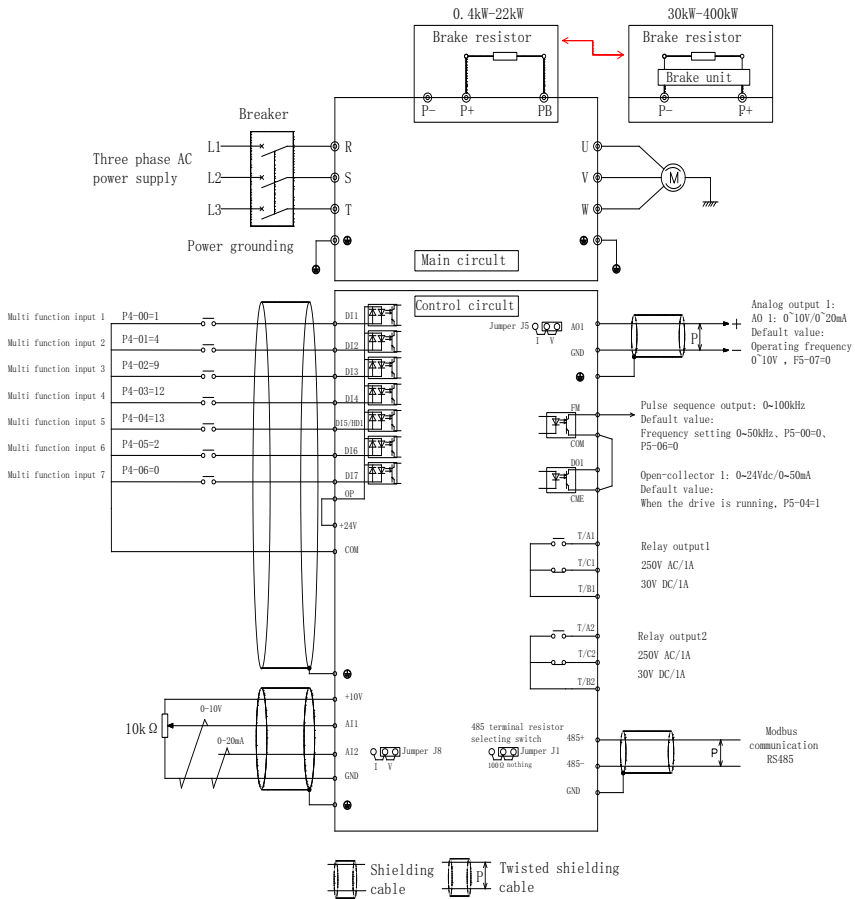 0.4kW-22kW
30kW-400kW
Brake resistor
Brake resistor
Brake unit
P-
P+
PB
P-
P+
Breaker
Three phase AC
power supply
L1
L2
L3
R
S
T
U
V
W
M
Power grounding
Main circuit
Control circuit
Multi function input 1
P4-00=1
DI1
Multi function input 2
P4-01=4
DI2
Multi function input 3
P4-02=9
DI3
Multi function input 4
P4-03=12
DI4
Multi function input 5
P4-04=13
DI5/HDI
Multi function input 6
P4-05=2
DI6
Multi function input 7
P4-06=0
DI7
OP
+24V
COM
Jumper J5
I V
AO1
GND
P
+
-
Analog output 1:
AO 1: 0~10V/0~20mA
Default value:
Operating frequency
0~10V , F5-07=0
FM
COM
Pulse sequence output: 0~100kHz
Default value:
Frequency setting 0~50kHz、P5-00=0、
P5-06=0
DO1
CME
Open-collector 1: 0~24Vdc/0~50mA
Default value:
When the drive is running, P5-04=1
T/A1
T/C1
T/B1
Relay output1
250V AC/1A
30V DC/1A
T/A2
T/C2
T/B2
Relay output2
250V AC/1A
30V DC/1A
+10V
0-10V
10kΩ
AI1
0-20mA
AI2
GND
Jumper J8
I V
485 terminal resistor
selecting switch
Jumper J1
100Ω nothing
485+
485-
GND
P
Modbus
communication
RS485
Shielding
cable
P
Twisted shielding
cable